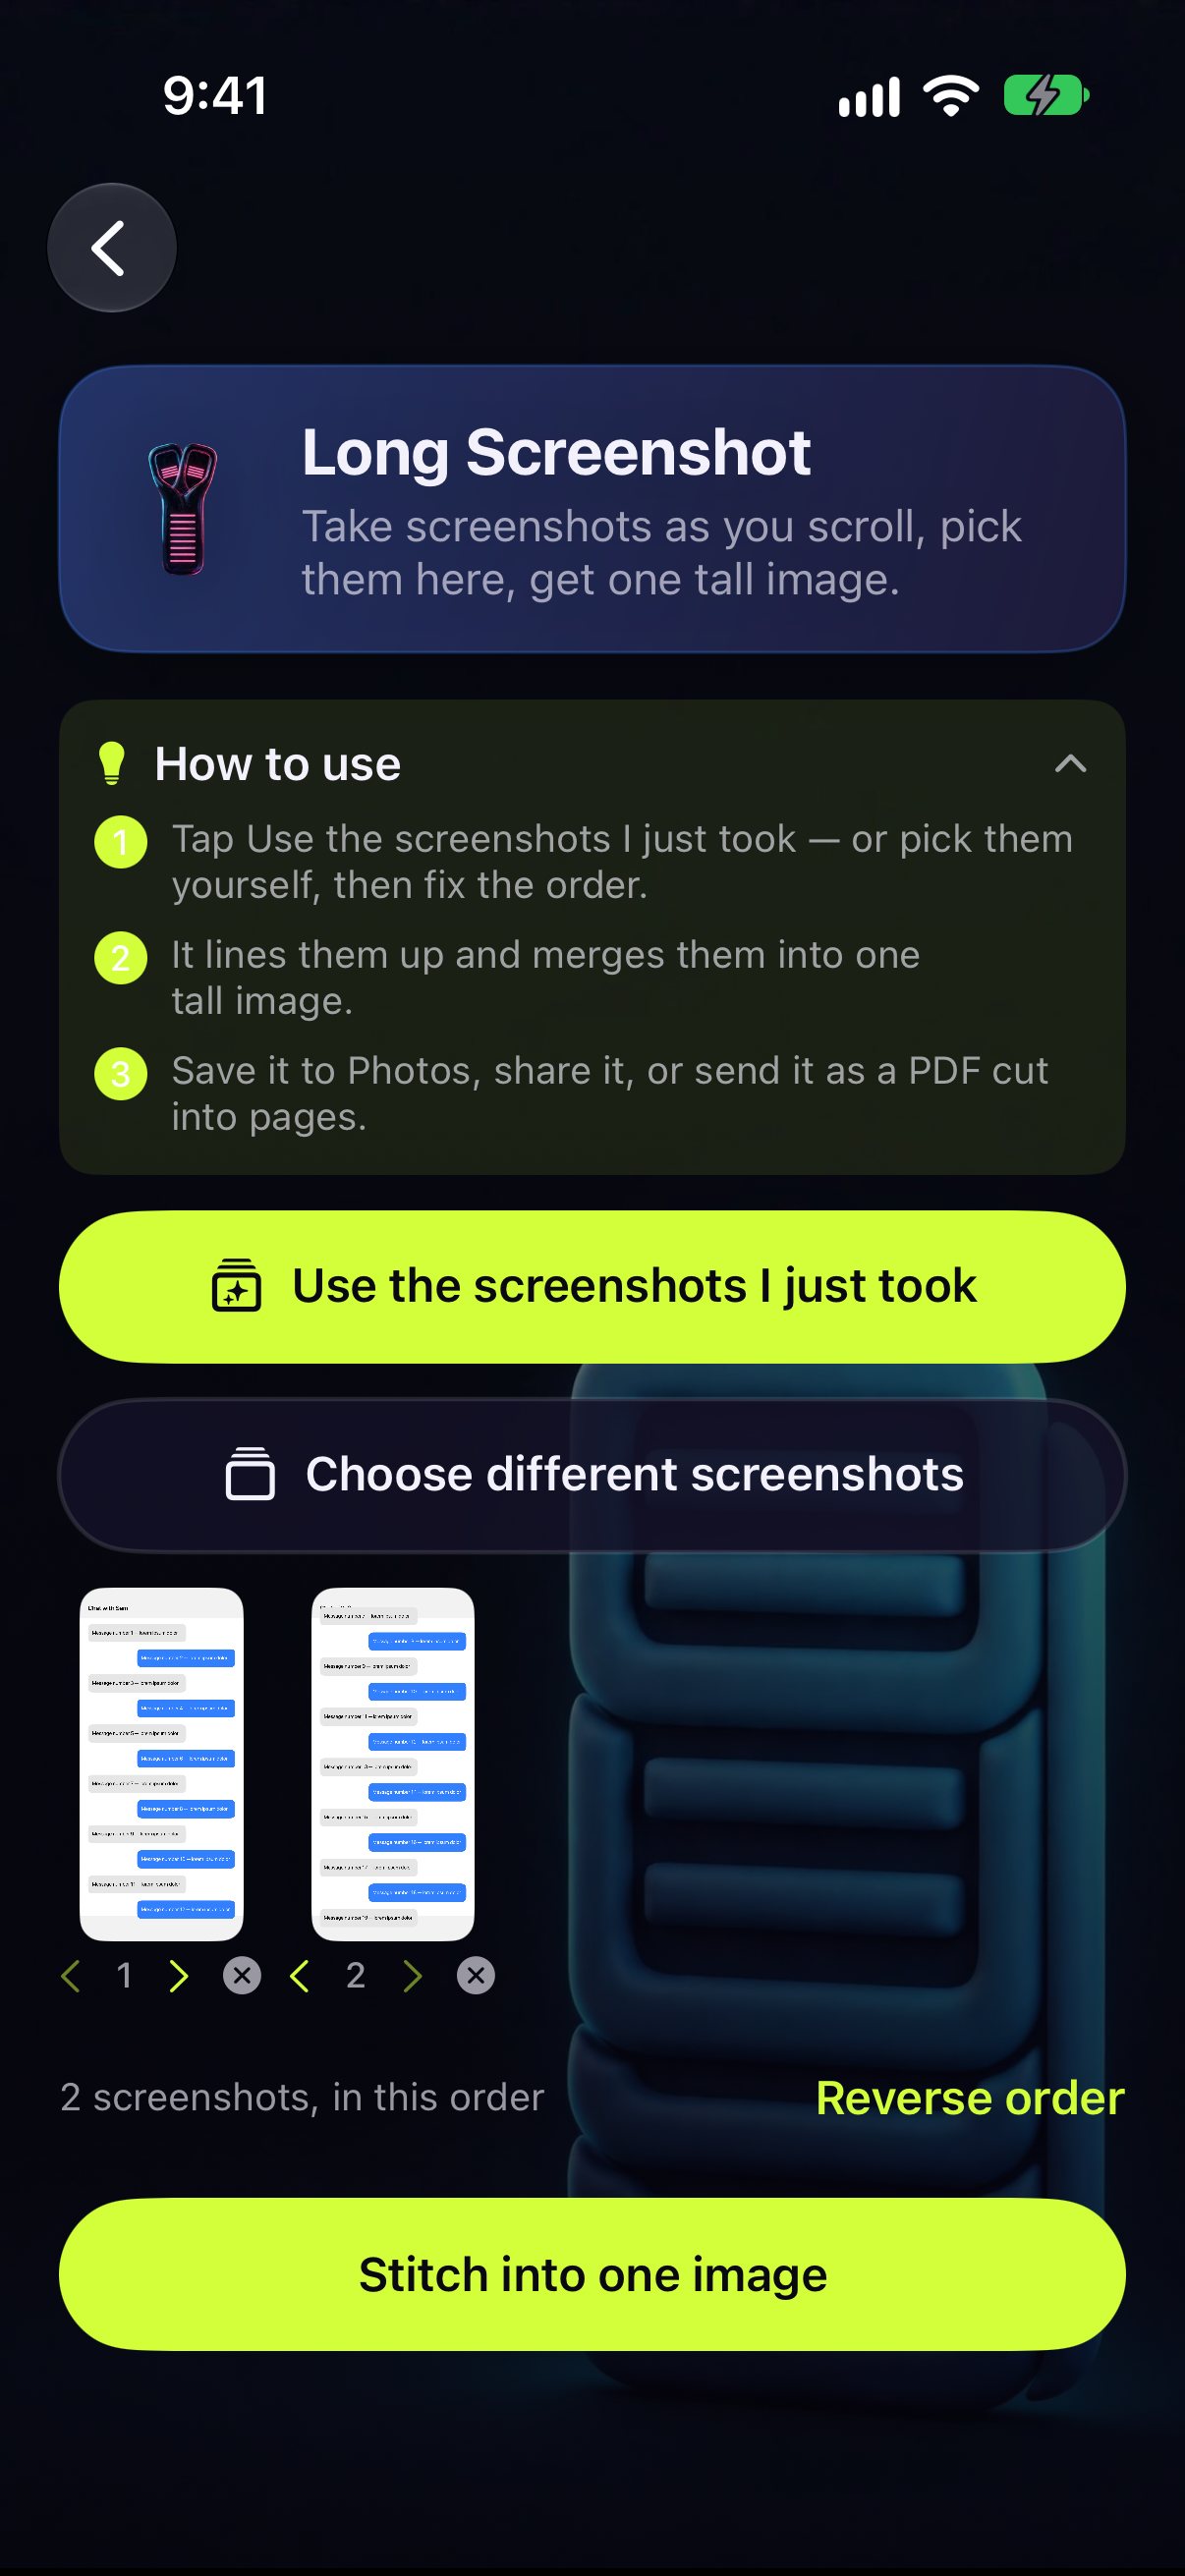 9:41
Long Screenshot
Take screenshots as you scroll, pick
them here, get one tall image.
How to use
1 Tap Use the screenshots I just took — or pick them
yourself, then fix the order.
2 It lines them up and merges them into one
tall image.
3 Save it to Photos, share it, or send it as a PDF cut
into pages.
Use the screenshots I just took
Choose different screenshots
Chat with Sam
1
2
2 screenshots, in this order
Reverse order
Stitch into one image